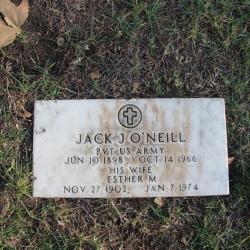 JACK J O'NEILL
PVT US ARMY
JUN 10 1898 OCT 14 1966
HIS WIFE
ESTHER M
NOV 27 1902 JAN 7 1974